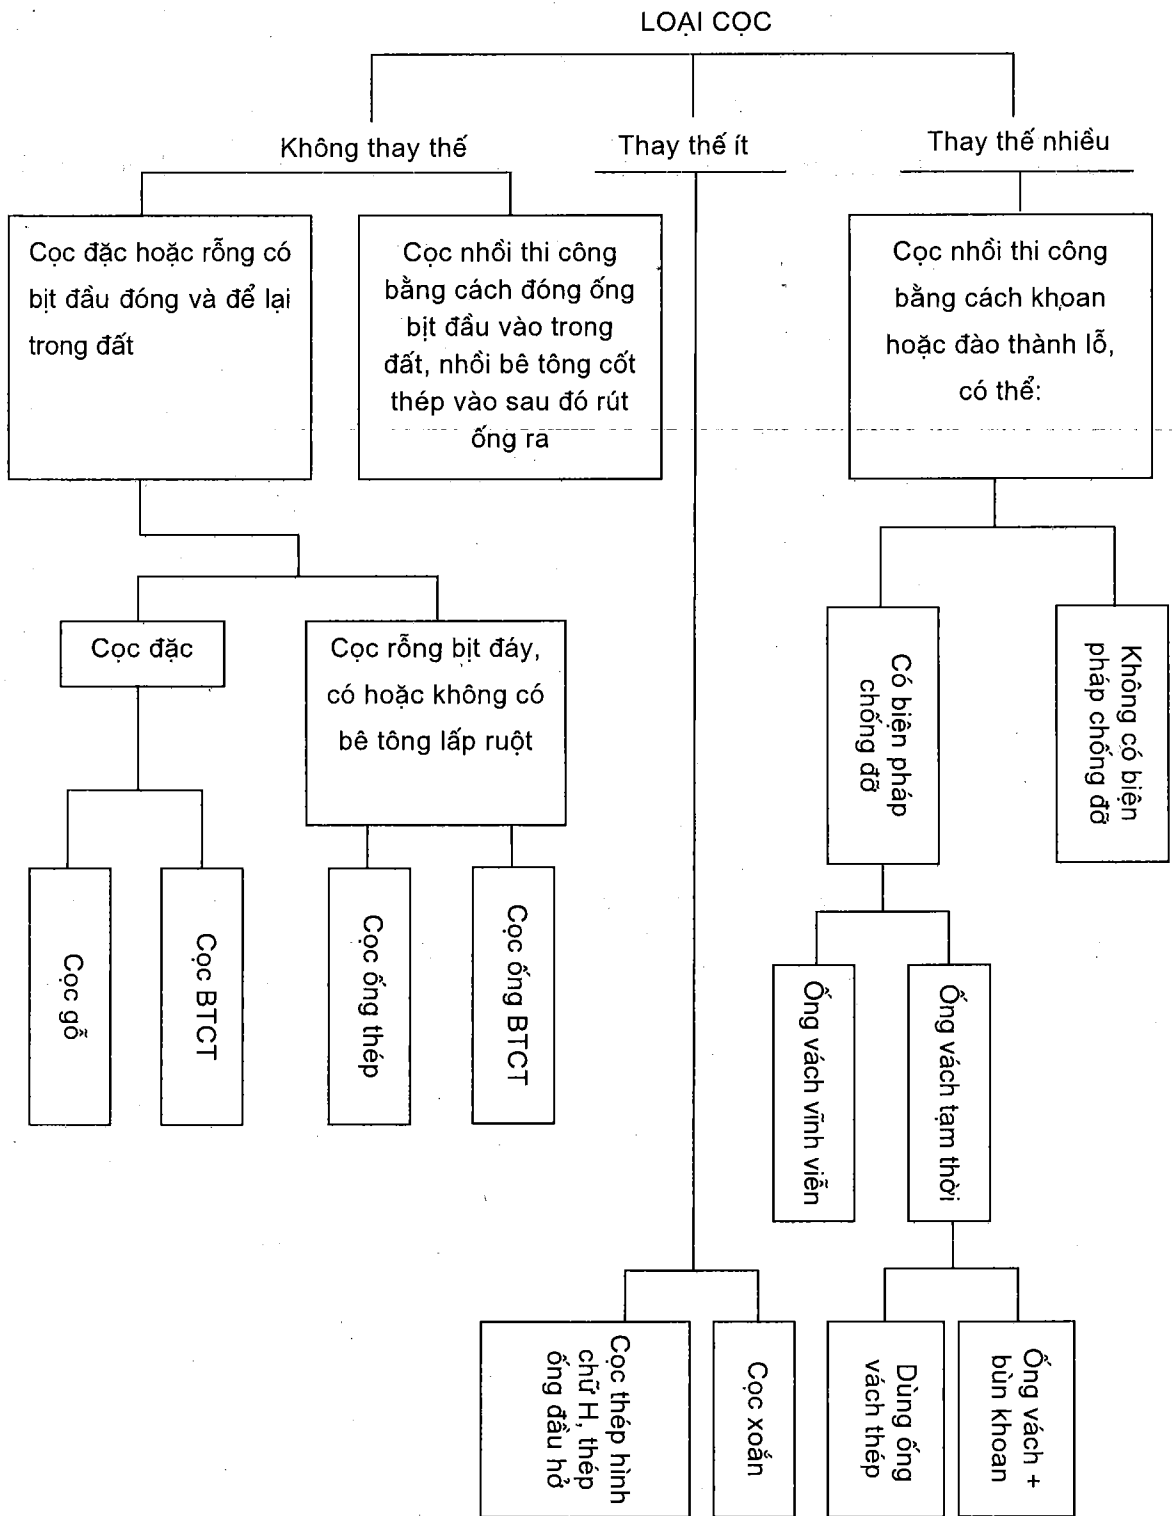 LOẠI CỌC
Không thay thế
Thay thế ít
Thay thế nhiều
Cọc đặc hoặc rỗng có
bịt đầu đóng và để lại
trong đất
Cọc nhồi thi công
bằng cách đóng ống
bịt đầu vào trong
đất, nhồi bê tông cốt
thép vào sau đó rút
ống ra
Cọc nhồi thi công
bằng cách khoan
hoặc đào thành lỗ,
có thể:
Cọc đặc
Cọc rỗng bịt đáy,
có hoặc không có
bê tông lấp ruột
Có biện pháp
chống đỡ
Không có biện
pháp chống đỡ
Cọc gỗ
Cọc BTCT
Cọc ống thép
Cọc ống BTCT
Ống vách vĩnh viễn
Ống vách tạm thời
Cọc thép hình
chữ H, thép
ống đầu hở
Cọc xoắn
Dùng ống
vách thép
Ống vách +
bùn khoan